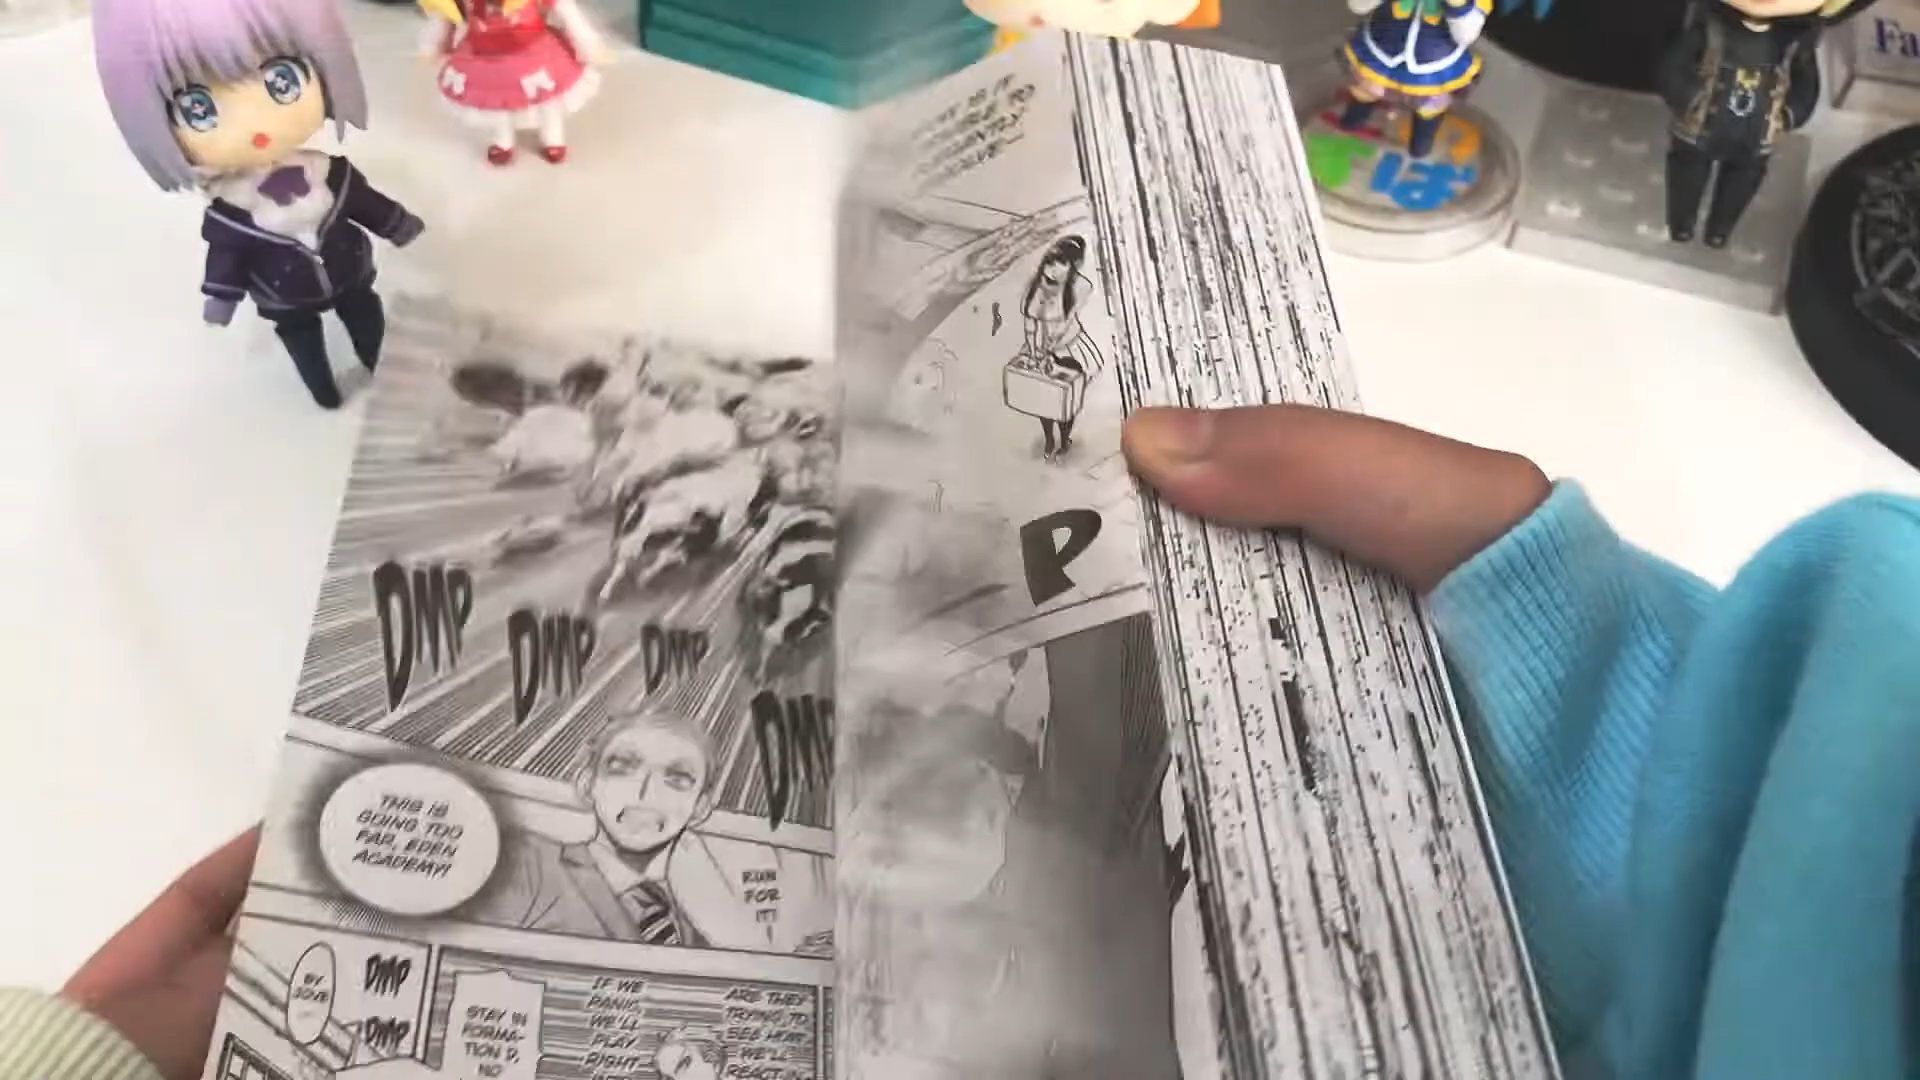 DMP
DMP
DMP
DMP
THIS IS
GOING TOO
FAR, EDEN
ACADEMY!
RUN
FOR
IT!
BY
JOVE
DMP
DMP
STAY IN
FORMA-
TION D,
NO
IF WE
PANIC,
WE'LL
PLAY
RIGHT
ARE THEY
TRYING TO
SEE HOW
WE'LL
REACT
P
Fa